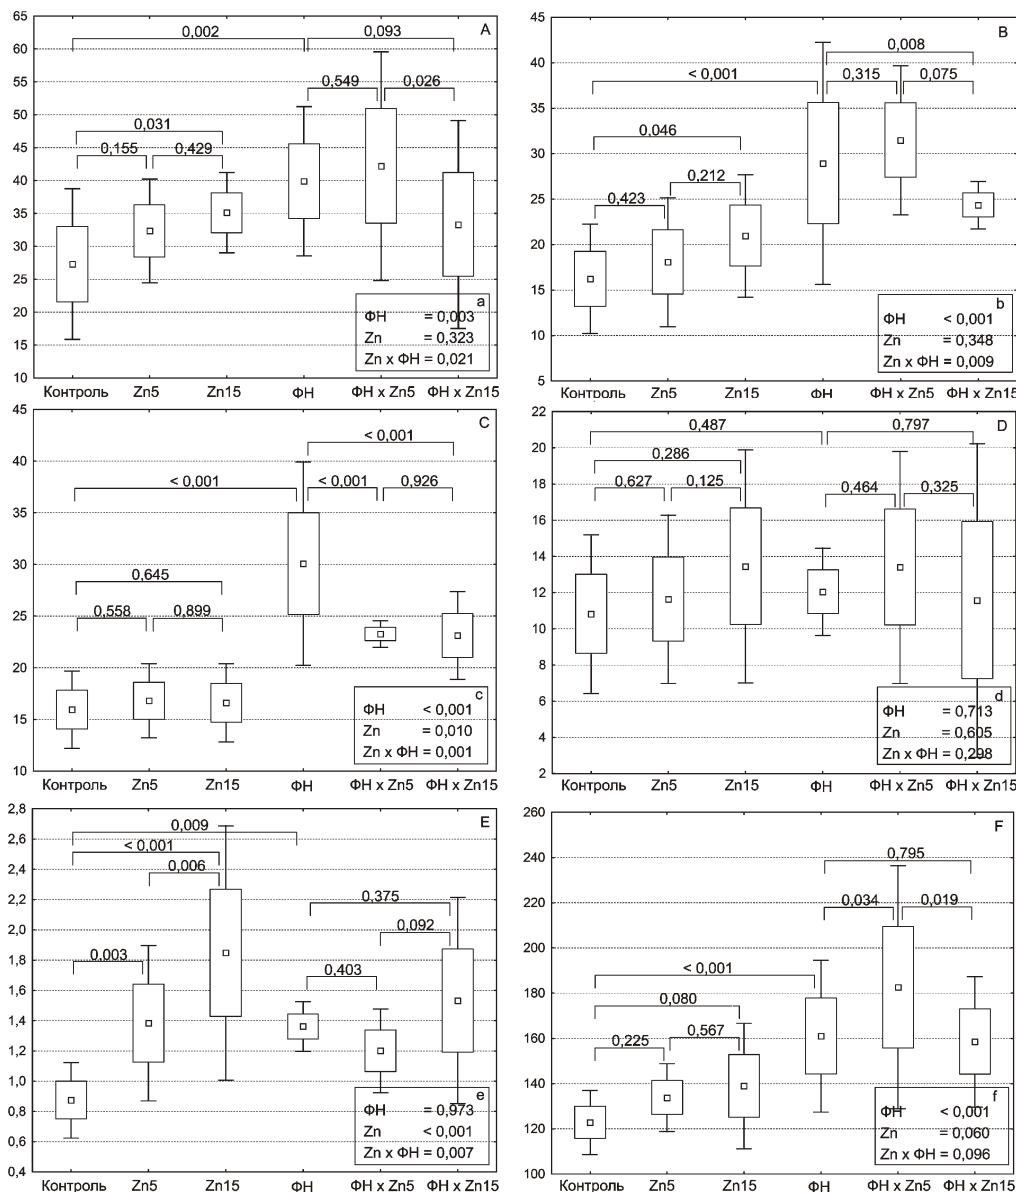 A
65
60
55
50
45
40
35
30
25
20
15
10
0,002
0,093
0,549
0,026
0,031
0,155
0,429
a
ФН = 0,003
Zn = 0,323
Zn x ФН = 0,021
Контроль Zn5 Zn15 ФН ФН x Zn5 ФН x Zn15
B
45
40
35
30
25
20
15
10
5
0,008
< 0,001
0,315
0,075
0,046
0,212
0,423
b
ФН < 0,001
Zn = 0,348
Zn x ФН = 0,009
Контроль Zn5 Zn15 ФН ФН x Zn5 ФН x Zn15
C
45
40
35
30
25
20
15
10
< 0,001
< 0,001
< 0,001
0,926
0,645
0,558
0,899
c
ФН < 0,001
Zn = 0,010
Zn x ФН = 0,001
Контроль Zn5 Zn15 ФН ФН x Zn5 ФН x Zn15
D
22
20
18
16
14
12
10
8
6
4
2
0,487
0,797
0,286
0,627
0,125
0,464
0,325
d
ФН = 0,713
Zn = 0,605
Zn x ФН = 0,298
Контроль Zn5 Zn15 ФН ФН x Zn5 ФН x Zn15
E
2,8
2,6
2,4
2,2
2,0
1,8
1,6
1,4
1,2
1,0
0,8
0,6
0,4
0,009
< 0,001
0,006
0,375
0,092
0,003
0,403
e
ФН = 0,973
Zn < 0,001
Zn x ФН = 0,007
Контроль Zn5 Zn15 ФН ФН x Zn5 ФН x Zn15
F
260
240
220
200
180
160
140
120
100
0,795
0,034
0,019
< 0,001
0,080
0,567
0,225
f
ФН < 0,001
Zn = 0,060
Zn x ФН = 0,096
Контроль Zn5 Zn15 ФН ФН x Zn5 ФН x Zn15